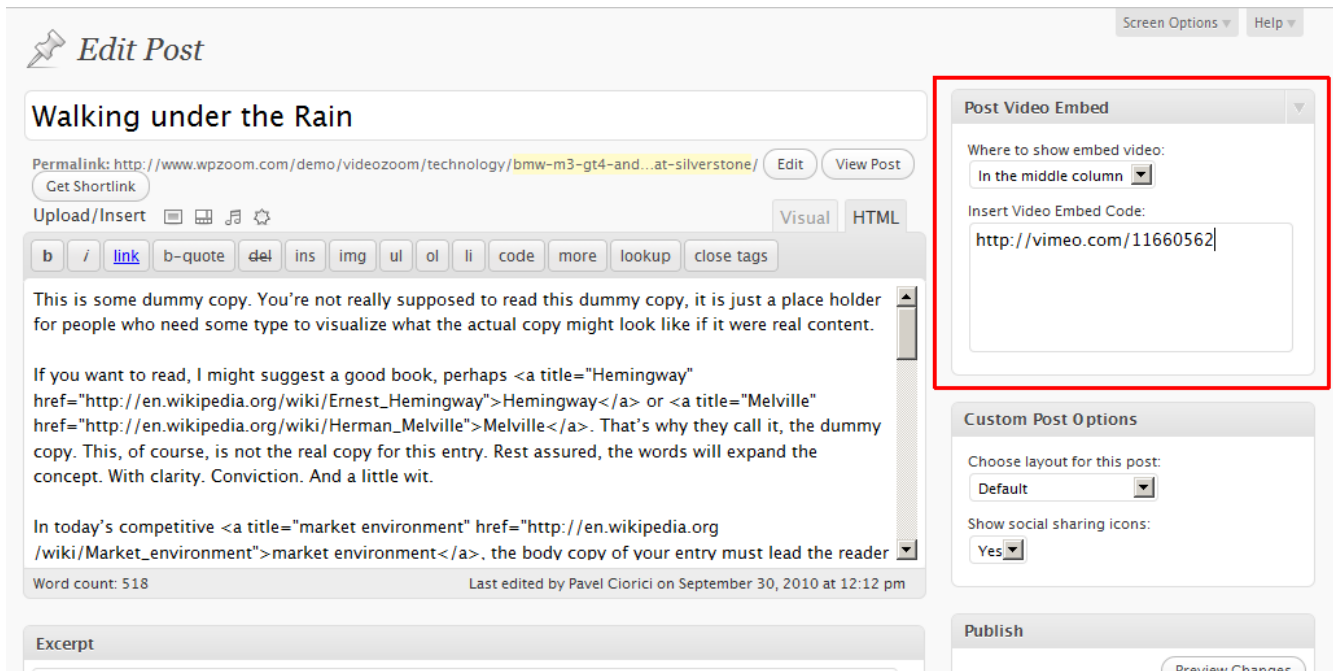 Screen Options
Help
Edit Post
Walking under the Rain
Permalink: http://www.wpzoom.com/demo/videozoom/technology/bmw-m3-gt4-and...at-silverstone/ Edit View Post
Get Shortlink
Upload/Insert
Visual HTML
b i link b-quote del ins img ul ol li code more lookup close tags
This is some dummy copy. You're not really supposed to read this dummy copy, it is just a place holder
for people who need some type to visualize what the actual copy might look like if it were real content.
If you want to read, I might suggest a good book, perhaps <a title="Hemingway"
href="http://en.wikipedia.org/wiki/Ernest_Hemingway">Hemingway</a> or <a title="Melville"
href="http://en.wikipedia.org/wiki/Herman_Melville">Melville</a>. That's why they call it, the dummy
copy. This, of course, is not the real copy for this entry. Rest assured, the words will expand the
concept. With clarity. Conviction. And a little wit.
In today's competitive <a title="market environment" href="http://en.wikipedia.org
/wiki/Market_environment">market environment</a>, the body copy of your entry must lead the reader
Word count: 518
Last edited by Pavel Ciorici on September 30, 2010 at 12:12 pm
Excerpt
Post Video Embed
Where to show embed video:
In the middle column
Insert Video Embed Code:
http://vimeo.com/11660562
Custom Post Options
Choose layout for this post:
Default
Show social sharing icons:
Yes
Publish
Preview Changes